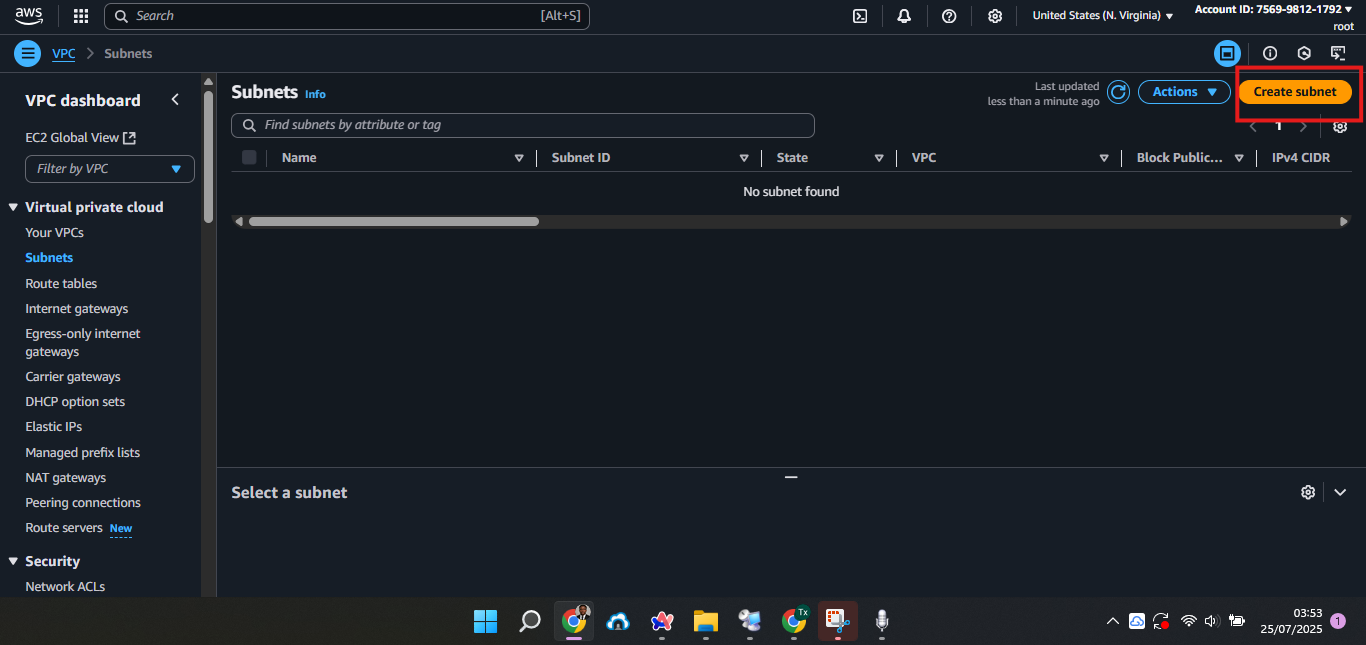 aws
Search [Alt+S]
United States (N. Virginia)
Account ID: 7569-9812-1792
root
VPC
Subnets
VPC dashboard
EC2 Global View
Filter by VPC
Virtual private cloud
Your VPCs
Subnets
Route tables
Internet gateways
Egress-only internet
gateways
Carrier gateways
DHCP option sets
Elastic IPs
Managed prefix lists
NAT gateways
Peering connections
Route servers New
Security
Network ACLs
Subnets Info
Last updated
less than a minute ago
Actions
Create subnet
Find subnets by attribute or tag
1
Name
Subnet ID
State
VPC
Block Public...
IPv4 CIDR
No subnet found
Select a subnet
Tx
03:53
25/07/2025
1